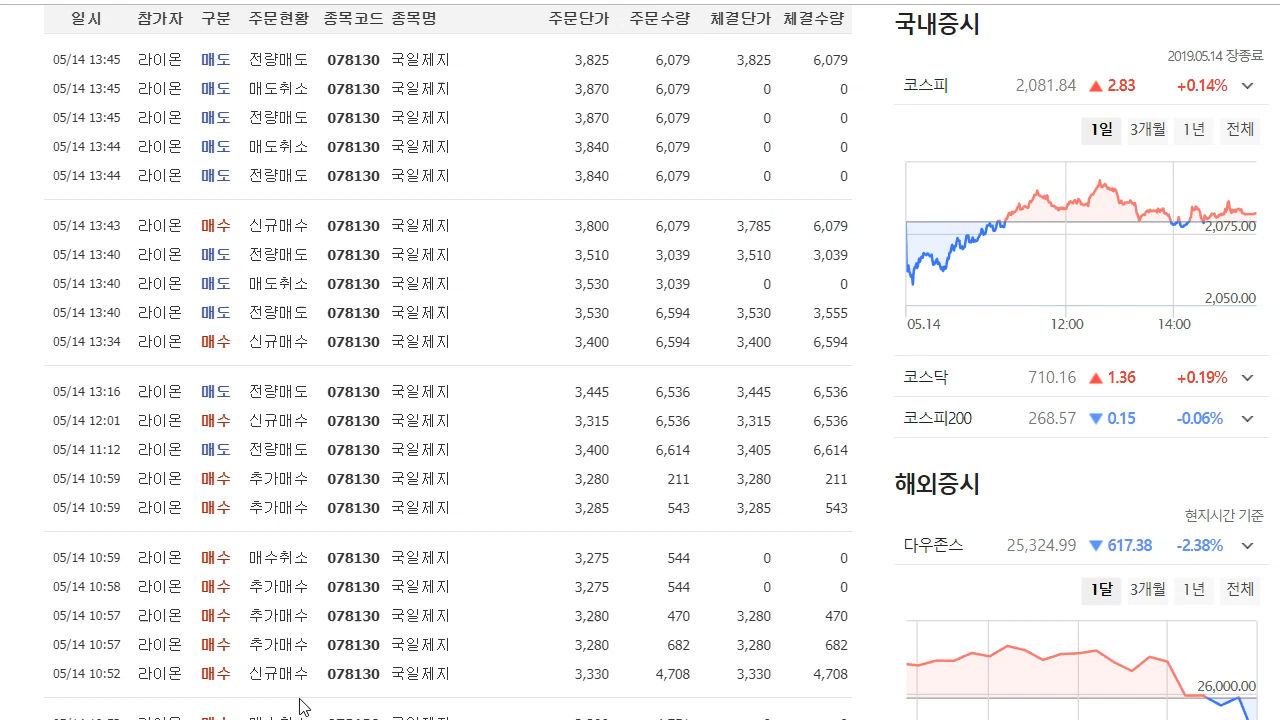 일시 참가자 구분 주문현황 종목코드 종목명 주문단가 주문수량 체결단가 체결수량
05/14 13:45 라이온 매도 전량매도 078130 국일제지 3,825 6,079 3,825 6,079
05/14 13:45 라이온 매도 매도취소 078130 국일제지 3,870 6,079 0 0
05/14 13:45 라이온 매도 전량매도 078130 국일제지 3,870 6,079 0 0
05/14 13:44 라이온 매도 매도취소 078130 국일제지 3,840 6,079 0 0
05/14 13:44 라이온 매도 전량매도 078130 국일제지 3,840 6,079 0 0
05/14 13:43 라이온 매수 신규매수 078130 국일제지 3,800 6,079 3,785 6,079
05/14 13:40 라이온 매도 전량매도 078130 국일제지 3,510 3,039 3,510 3,039
05/14 13:40 라이온 매도 매도취소 078130 국일제지 3,530 3,039 0 0
05/14 13:40 라이온 매도 전량매도 078130 국일제지 3,530 6,594 3,530 3,555
05/14 13:34 라이온 매수 신규매수 078130 국일제지 3,400 6,594 3,400 6,594
05/14 13:16 라이온 매도 전량매도 078130 국일제지 3,445 6,536 3,445 6,536
05/14 12:01 라이온 매수 신규매수 078130 국일제지 3,315 6,536 3,315 6,536
05/14 11:12 라이온 매도 전량매도 078130 국일제지 3,400 6,614 3,405 6,614
05/14 10:59 라이온 매수 추가매수 078130 국일제지 3,280 211 3,280 211
05/14 10:59 라이온 매수 추가매수 078130 국일제지 3,285 543 3,285 543
05/14 10:59 라이온 매수 매수취소 078130 국일제지 3,275 544 0 0
05/14 10:58 라이온 매수 추가매수 078130 국일제지 3,275 544 0 0
05/14 10:57 라이온 매수 추가매수 078130 국일제지 3,280 470 3,280 470
05/14 10:57 라이온 매수 추가매수 078130 국일제지 3,280 682 3,280 682
05/14 10:52 라이온 매수 신규매수 078130 국일제지 3,330 4,708 3,330 4,708
국내증시
2019.05.14 장종료
코스피 2,081.84 ▲ 2.83 +0.14%
1일 3개월 1년 전체
2,075.00
2,050.00
05.14 12:00 14:00
코스닥 710.16 ▲ 1.36 +0.19%
코스피200 268.57 ▼ 0.15 -0.06%
해외증시
현지시간 기준
다우존스 25,324.99 ▼ 617.38 -2.38%
1달 3개월 1년 전체
26,000.00